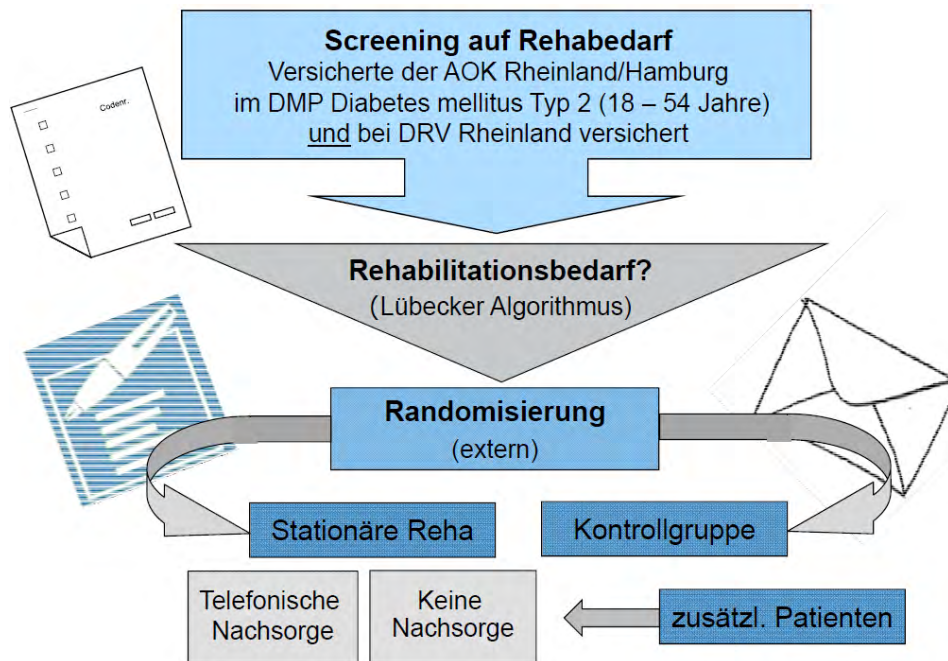 Screening auf Rehabedarf
Versicherte der AOK Rheinland/Hamburg
im DMP Diabetes mellitus Typ 2 (18 – 54 Jahre)
und bei DRV Rheinland versichert
Codenr.
Rehabilitationsbedarf?
(Lübecker Algorithmus)
Randomisierung
(extern)
Stationäre Reha
Kontrollgruppe
Telefonische
Nachsorge
Keine
Nachsorge
zusätzl. Patienten